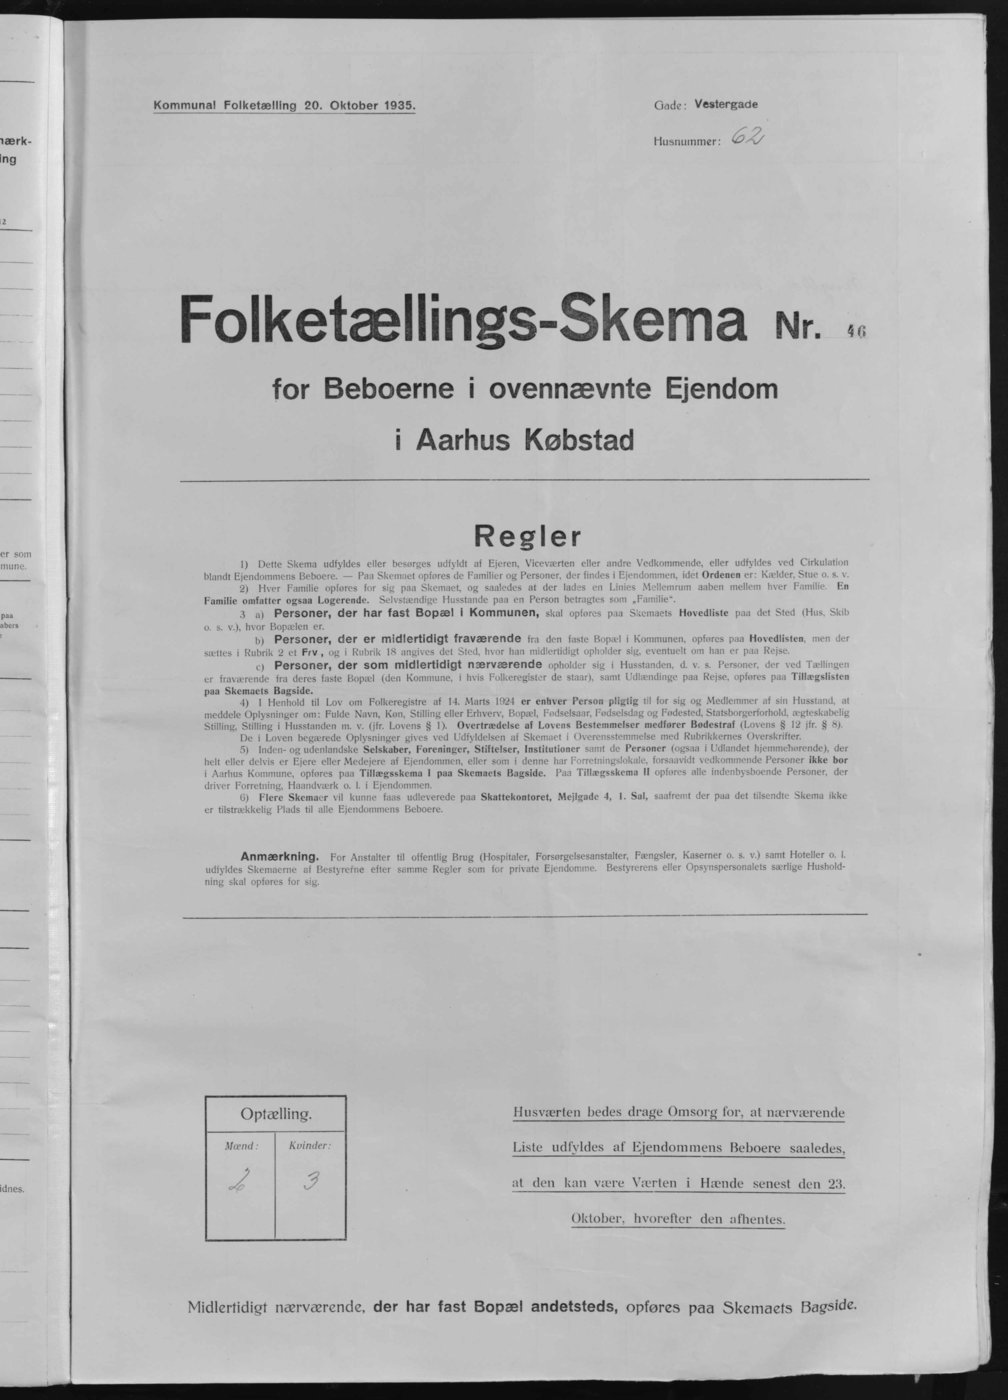 Kommunal Folketælling 20. Oktober 1935.
Gade: Vestergade
Husnummer: 62
Folketællings-Skema Nr. 46
for Beboerne i ovennævnte Ejendom
i Aarhus Købstad
Regler
1) Dette Skema udfyldes eller besørges udfyldt af Ejeren, Viceværten eller andre Vedkommende, eller udfyldes ved Cirkulation
blandt Ejendommens Beboere. — Paa Skemaet opføres de Familier og Personer, der findes i Ejendommen, idet Ordenen er: Kælder, Stue o. s. v.
2) Hver Familie opføres for sig paa Skemaet, og saaledes at der lades en Linies Mellemrum aaben mellem hver Familie. En
Familie omfatter ogsaa Logerende. Selvstændige Husstande paa en Person betragtes som „Familie“.
3 a) Personer, der har fast Bopæl i Kommunen, skal opføres paa Skemaets Hovedliste paa det Sted (Hus, Skib
o. s. v.), hvor Bopælen er.
b) Personer, der er midlertidigt fraværende fra den faste Bopæl i Kommunen, opføres paa Hovedlisten, men der
sættes i Rubrik 2 et Frv, og i Rubrik 18 angives det Sted, hvor han midlertidigt opholder sig, eventuelt om han er paa Rejse.
c) Personer, der som midlertidigt nærværende opholder sig i Husstanden, d. v. s. Personer, der ved Tællingen
er fraværende fra deres faste Bopæl (den Kommune, i hvis Folkeregister de staar), samt Udlændinge paa Rejse, opføres paa Tillægslisten
paa Skemaets Bagside.
4) I Henhold til Lov om Folkeregistre af 14. Marts 1924 er enhver Person pligtig til for sig og Medlemmer af sin Husstand, at
meddele Oplysninger om: Fulde Navn, Køn, Stilling eller Erhverv, Bopæl, Fødselsaar, Fødselsdag og Fødested, Statsborgerforhold, ægteskabelig
Stilling, Stilling i Husstanden m. v. (jfr. Lovens § 1). Overtrædelse af Lovens Bestemmelser medfører Bødestraf (Lovens § 12 jfr. § 8).
De i Loven begærede Oplysninger gives ved Udfyldelsen af Skemaet i Overensstemmelse med Rubrikkernes Overskrifter.
5) Inden- og udenlandske Selskaber, Foreninger, Stiftelser, Institutioner samt de Personer (ogsaa i Udlandet hjemmehørende), der
helt eller delvis er Ejere eller Medejere af Ejendommen, eller som i denne har Forretningslokale, forsaavidt vedkommende Personer ikke bor
i Aarhus Kommune, opføres paa Tillægsskema I paa Skemaets Bagside. Paa Tillægsskema II opføres alle indenbysboende Personer, der
driver Forretning, Haandværk o. l. i Ejendommen.
6) Flere Skemaer vil kunne faas udleverede paa Skattekontoret, Mejlgade 4, 1. Sal, saafremt der paa det tilsendte Skema ikke
er tilstrækkelig Plads til alle Ejendommens Beboere.
Anmærkning. For Anstalter til offentlig Brug (Hospitaler, Forsørgelsesanstalter, Fængsler, Kaserner o. s. v.) samt Hoteller o. l.
udfyldes Skemaerne af Bestyrerne efter samme Regler som for private Ejendomme. Bestyrerens eller Opsynspersonalets særlige Hushold-
ning skal opføres for sig.
Optælling.
Mænd: Kvinder:
2 3
Husværten bedes drage Omsorg for, at nærværende
Liste udfyldes af Ejendommens Beboere saaledes,
at den kan være Værten i Hænde senest den 23.
Oktober, hvorefter den afhentes.
Midlertidigt nærværende, der har fast Bopæl andetsteds, opføres paa Skemaets Bagside.